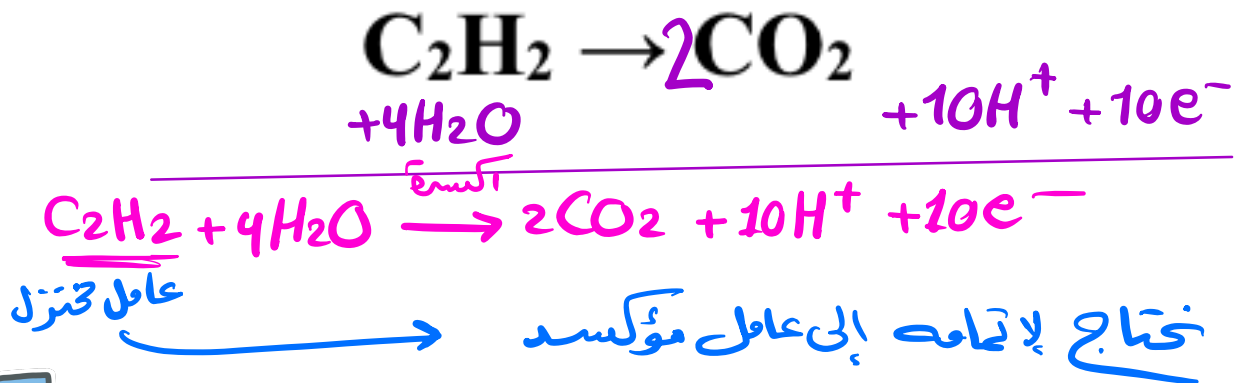 C₂H₂ → 2CO₂
+4H₂O +10H⁺ +10e⁻
أكسدة
C₂H₂ + 4H₂O → 2CO₂ + 10H⁺ + 10e⁻
عامل مختزل
نحتاج لإتمامه إلى عامل مؤكسد